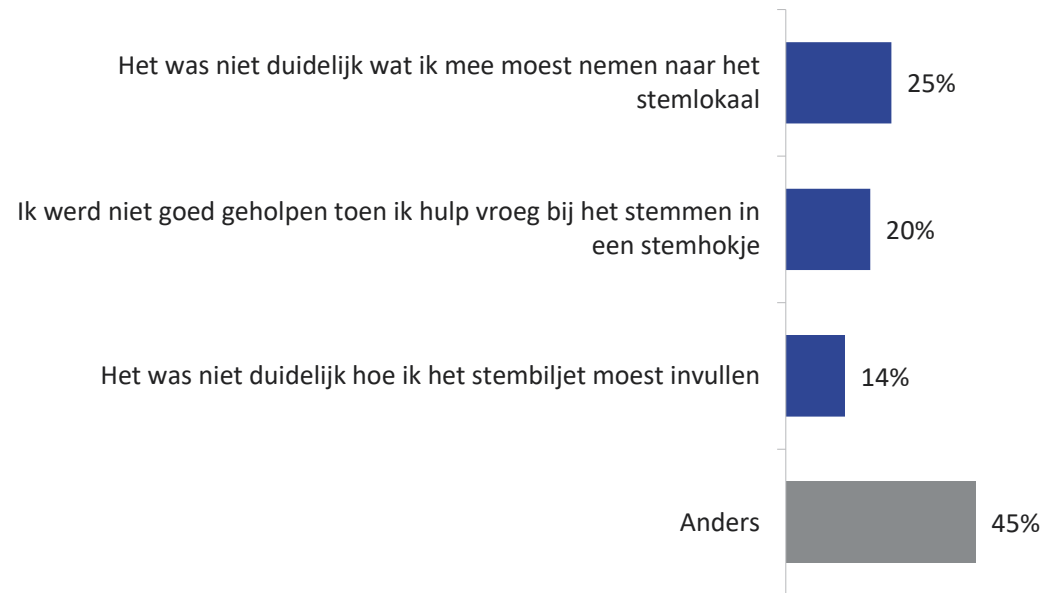 Het was niet duidelijk wat ik mee moest nemen naar het
stemlokaal
25%
Ik werd niet goed geholpen toen ik hulp vroeg bij het stemmen in
een stemhokje
20%
Het was niet duidelijk hoe ik het stembiljet moest invullen
14%
Anders
45%